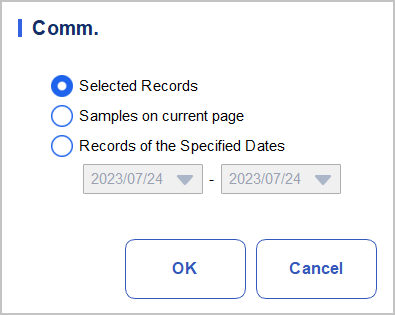 Comm.
Selected Records
Samples on current page
Records of the Specified Dates
2023/07/24 - 2023/07/24
OK Cancel